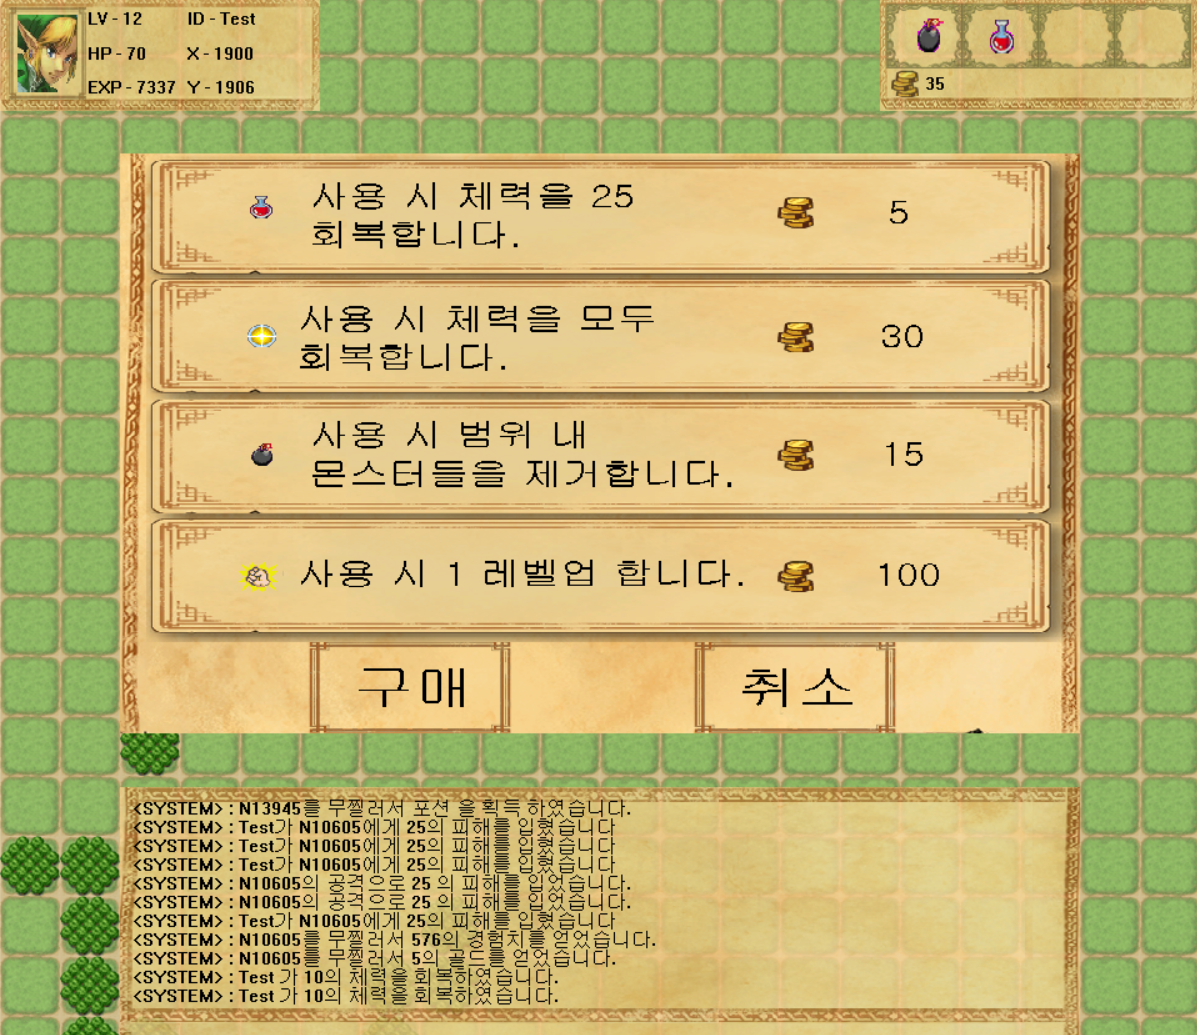 LV - 12 ID - Test
HP - 70 X - 1900
EXP - 7337 Y - 1906
35
사용 시 체력을 25
회복합니다.
5
사용 시 체력을 모두
회복합니다.
30
사용 시 범위 내
몬스터들을 제거합니다.
15
사용 시 1 레벨업 합니다.
100
구매 취소
<SYSTEM> : N13945를 무찔러서 포션 을 획득 하였습니다.
<SYSTEM> : Test가 N10605에게 25의 피해를 입혔습니다
<SYSTEM> : Test가 N10605에게 25의 피해를 입혔습니다
<SYSTEM> : Test가 N10605에게 25의 피해를 입혔습니다
<SYSTEM> : N10605의 공격으로 25 의 피해를 입었습니다.
<SYSTEM> : N10605의 공격으로 25 의 피해를 입었습니다.
<SYSTEM> : Test가 N10605에게 25의 피해를 입혔습니다
<SYSTEM> : N10605를 무찔러서 576의 경험치를 얻었습니다.
<SYSTEM> : N10605를 무찔러서 5의 골드를 얻었습니다.
<SYSTEM> : Test 가 10의 체력을 회복하였습니다.
<SYSTEM> : Test 가 10의 체력을 회복하였습니다.